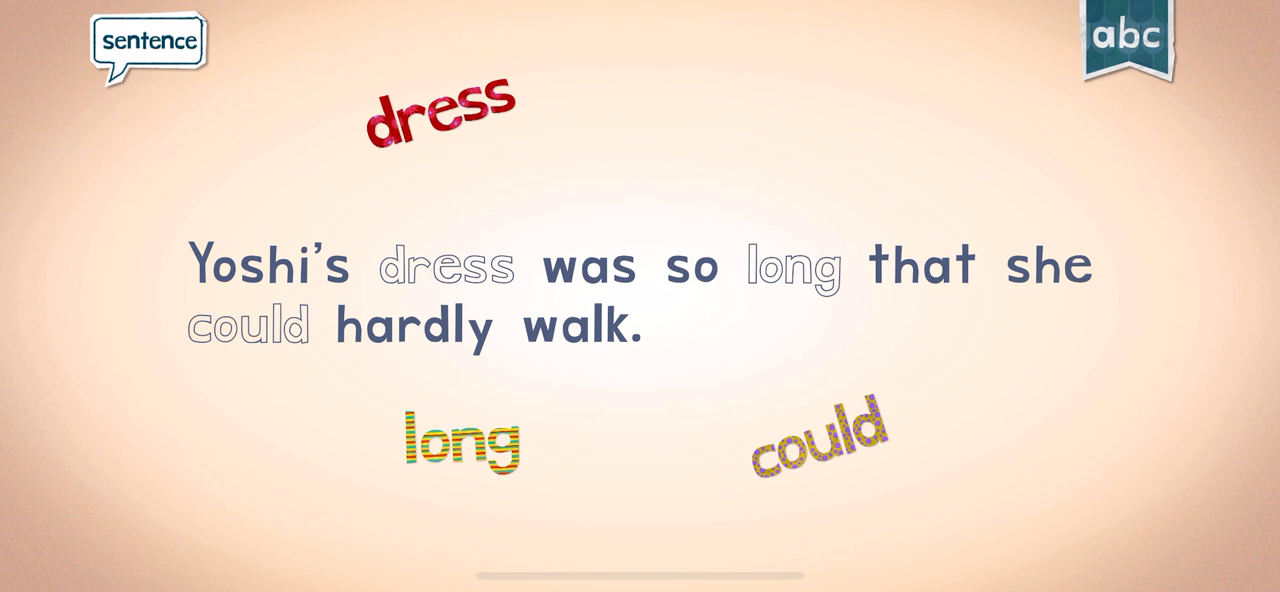 sentence
abc
dress
Yoshi's dress was so long that she
could hardly walk.
long
could